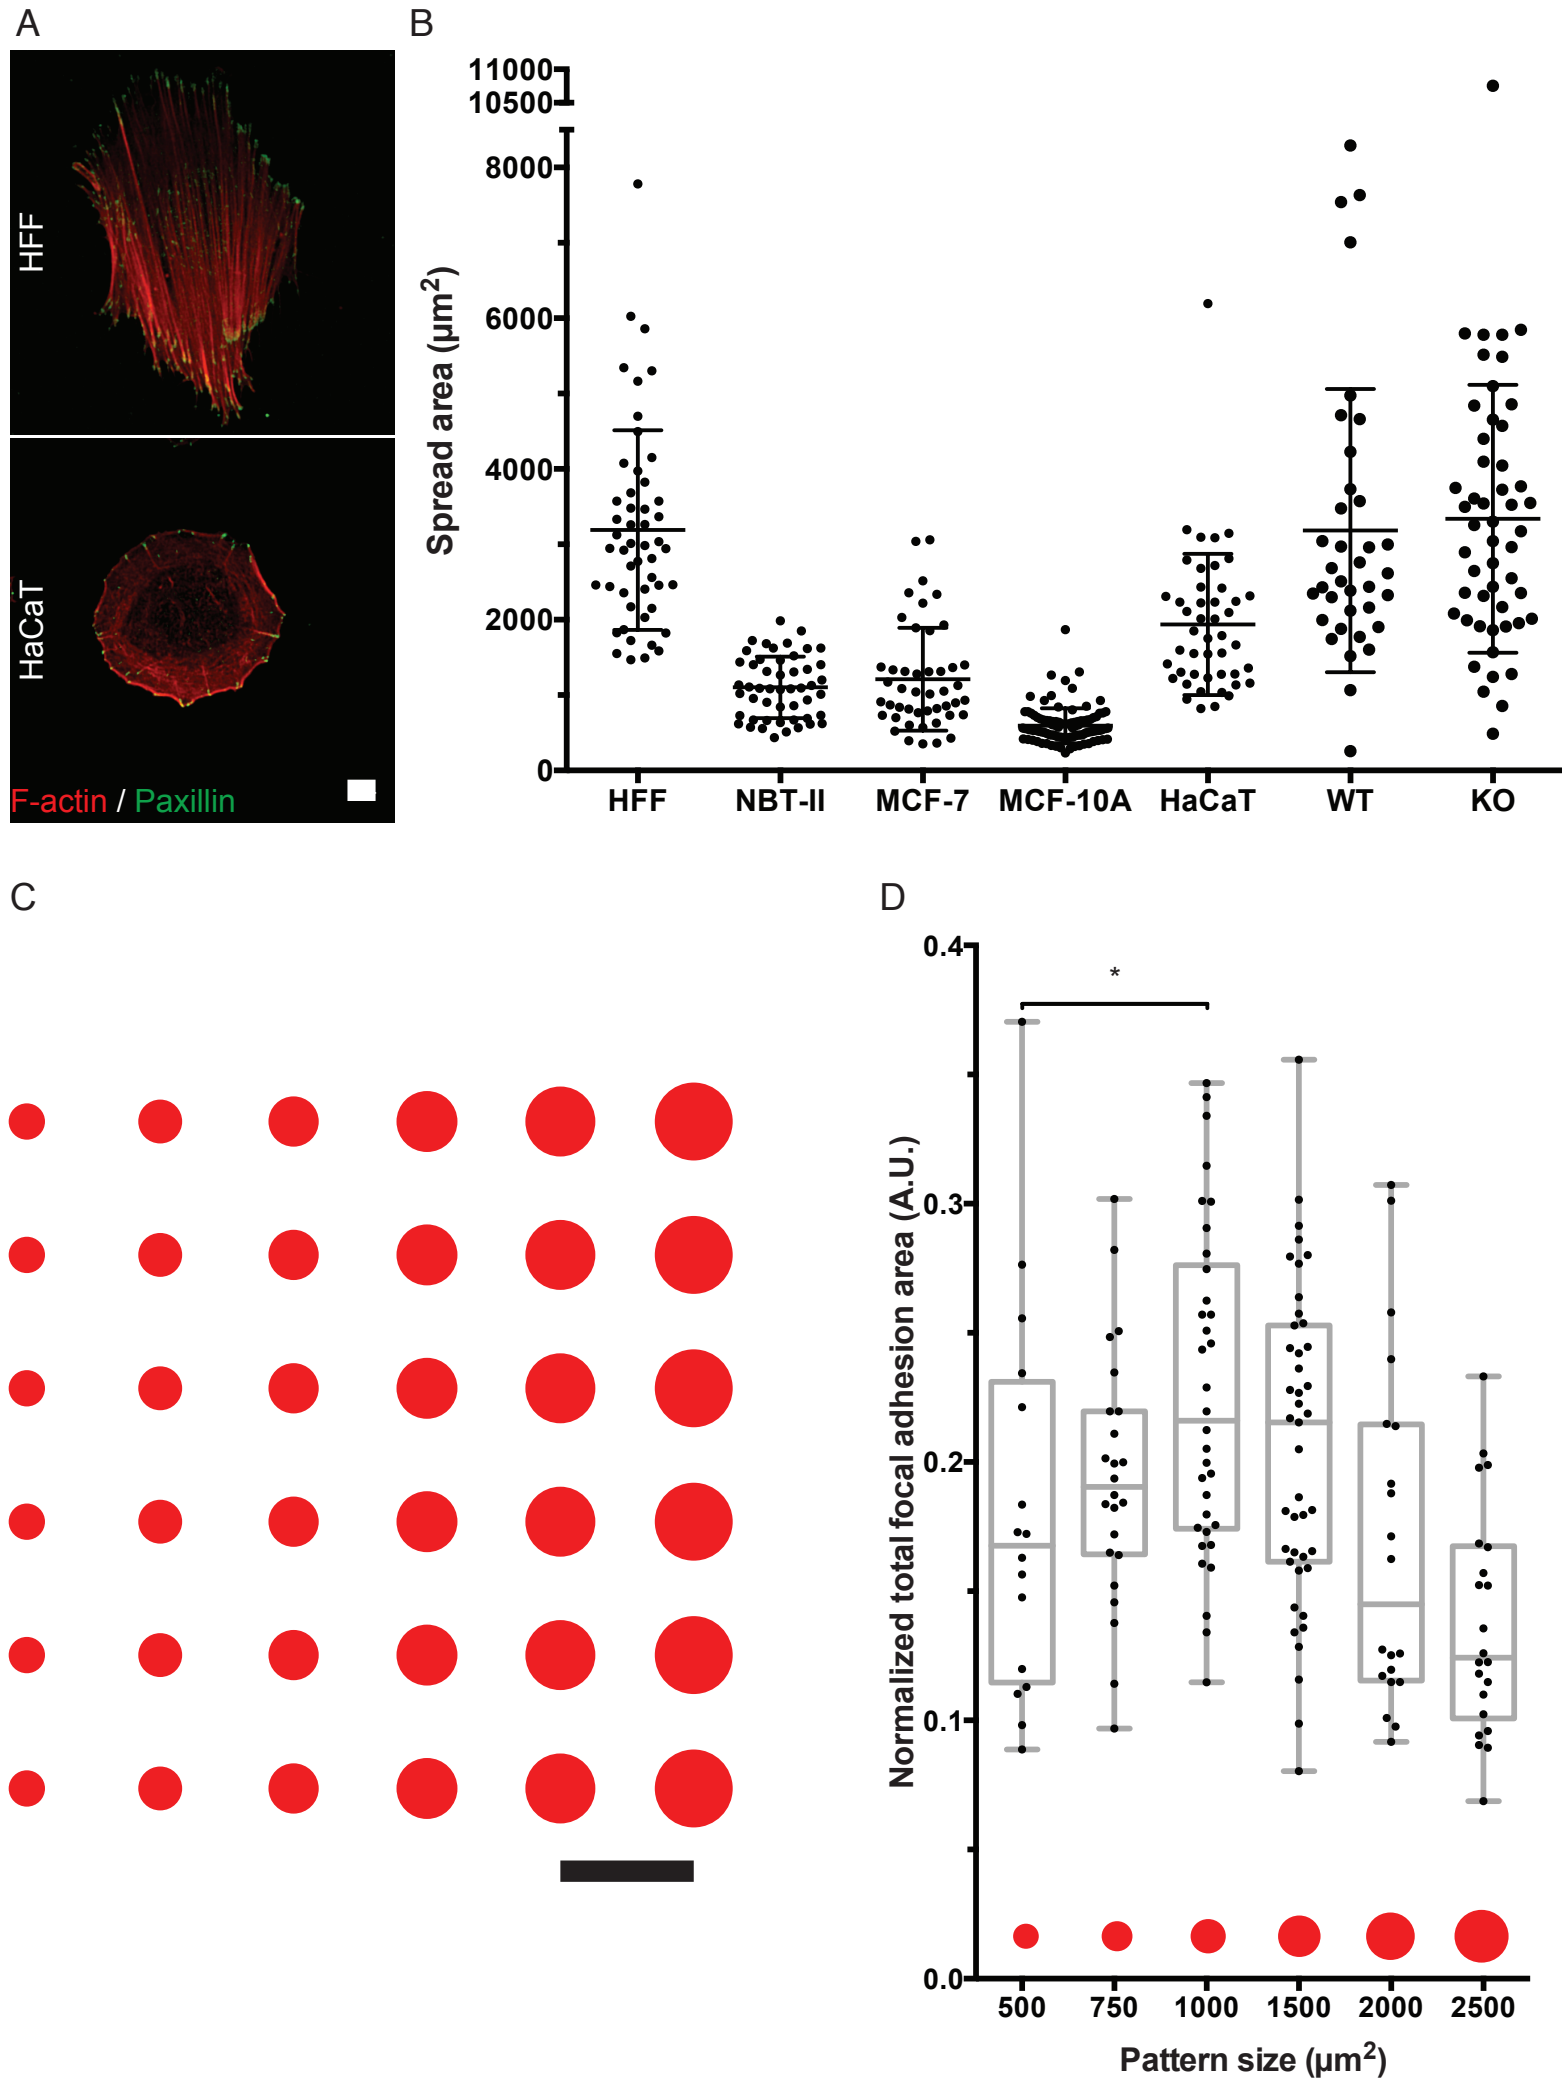 A
HFF
HaCaT
F-actin / Paxillin
B
Spread area (µm²)
11000
10500
8000
6000
4000
2000
0
HFF NBT-II MCF-7 MCF-10A HaCaT WT KO
C
D
Normalized total focal adhesion area (A.U.)
0.4
0.3
0.2
0.1
0.0
*
500 750 1000 1500 2000 2500
Pattern size (µm²)